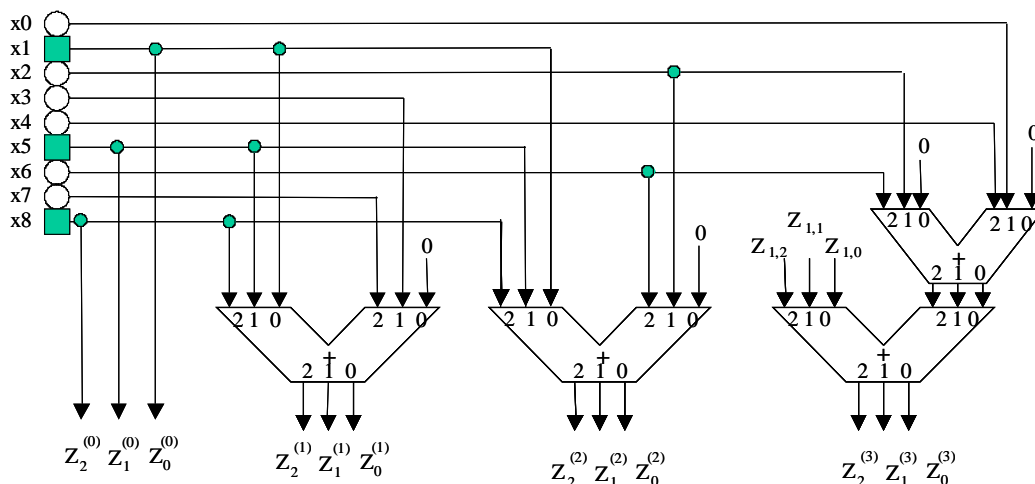 x0
x1
x2
x3
x4
x5
x6
x7
x8
0
0
2 1 0
2 1 0
+
2 1 0
0
0
Z1,2
Z1,1
Z1,0
2 1 0
2 1 0
+
2 1 0
2 1 0
2 1 0
+
2 1 0
2 1 0
2 1 0
+
2 1 0
Z2(0) Z1(0) Z0(0)
Z2(1) Z1(1) Z0(1)
Z2(2) Z1(2) Z0(2)
Z2(3) Z1(3) Z0(3)